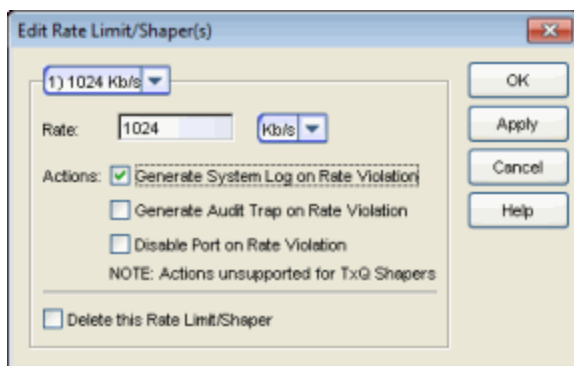 Edit Rate Limit/Shaper(s)
1) 1024 Kb/s
OK
Rate: 1024 Kb/s
Apply
Actions: Generate System Log on Rate Violation
Cancel
Generate Audit Trap on Rate Violation
Help
Disable Port on Rate Violation
NOTE: Actions unsupported for TxQ Shapers
Delete this Rate Limit/Shaper